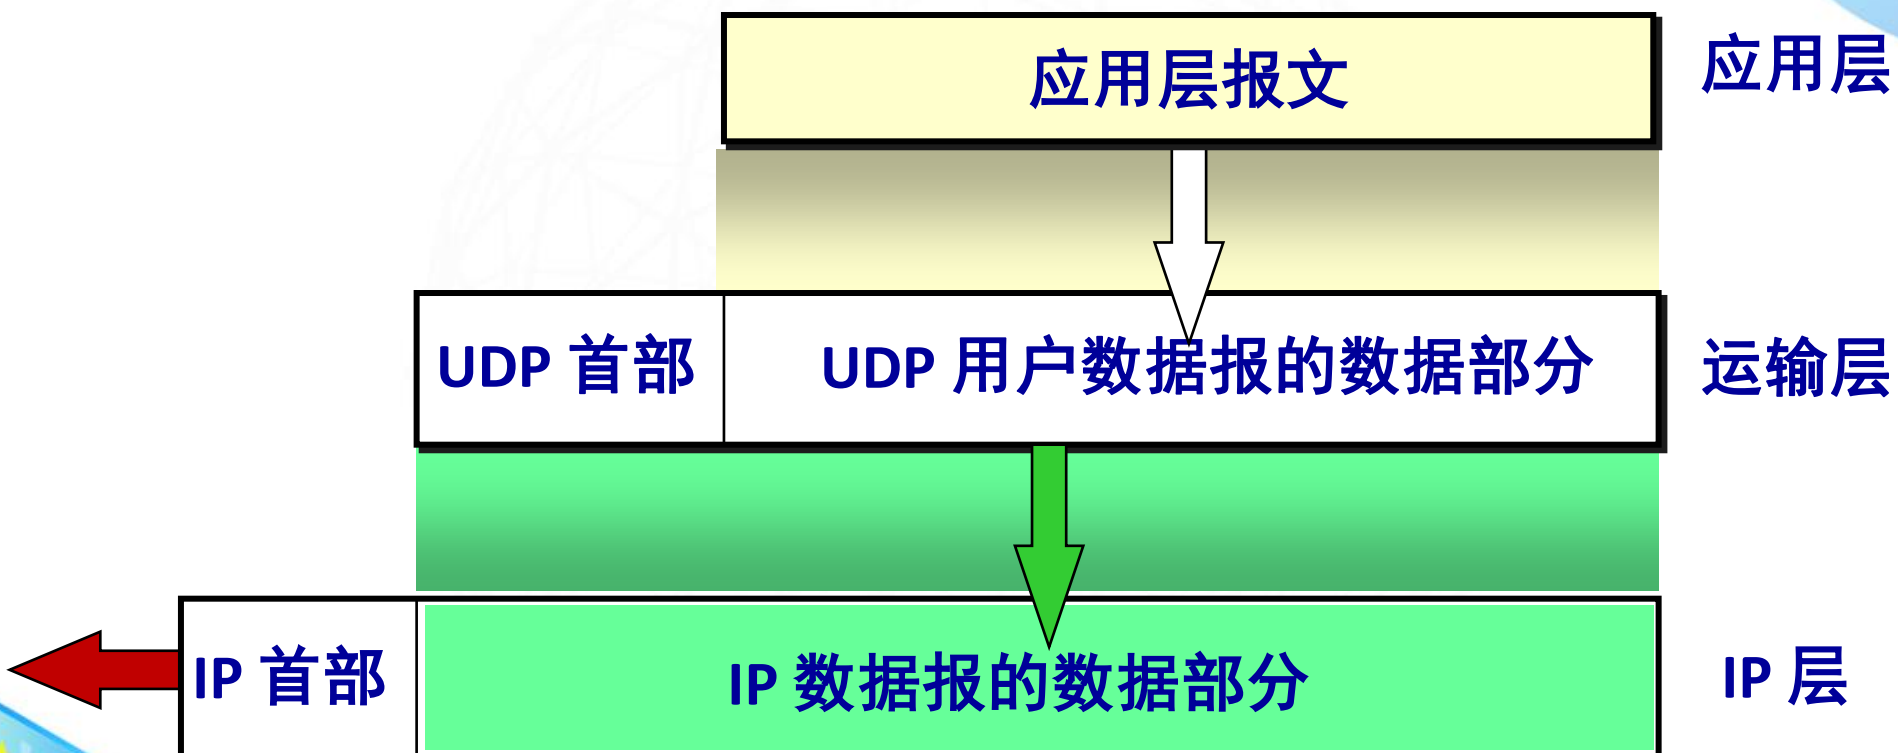 应用层报文
应用层
UDP 首部
UDP 用户数据报的数据部分
运输层
IP 首部
IP 数据报的数据部分
IP 层